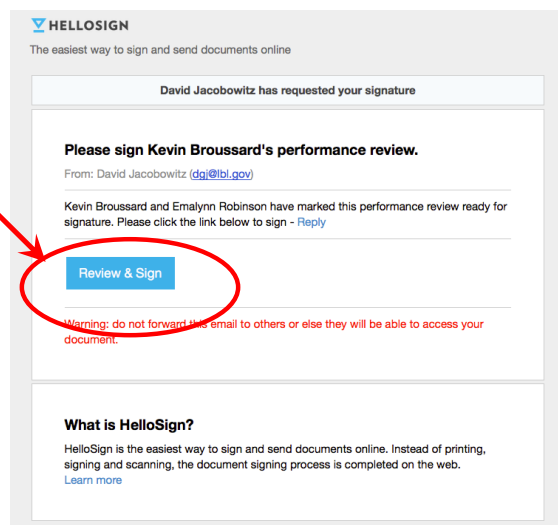 HELLOSIGN
The easiest way to sign and send documents online
David Jacobowitz has requested your signature
Please sign Kevin Broussard's performance review.
From: David Jacobowitz (dgj@lbl.gov)
Kevin Broussard and Emalynn Robinson have marked this performance review ready for
signature. Please click the link below to sign - Reply
Review & Sign
Warning: do not forward this email to others or else they will be able to access your
document.
What is HelloSign?
HelloSign is the easiest way to sign and send documents online. Instead of printing,
signing and scanning, the document signing process is completed on the web.
Learn more